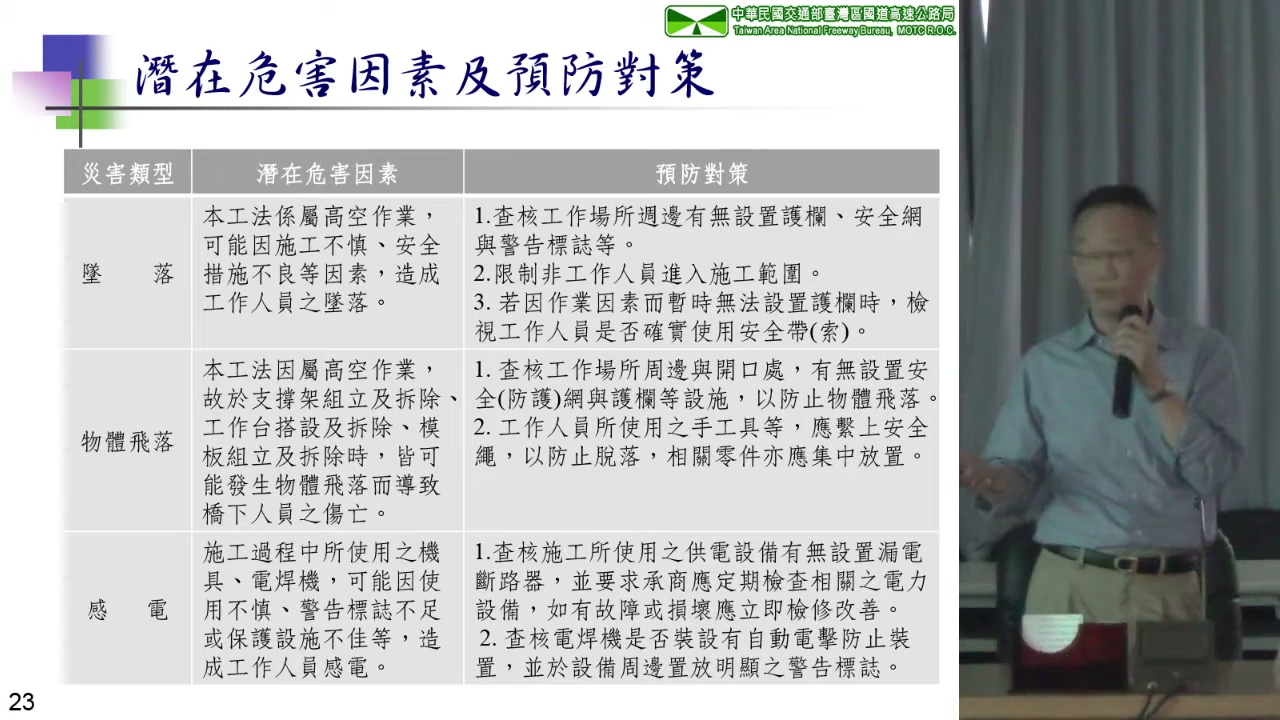 中華民國交通部臺灣區國道高速公路局
Taiwan Area National Freeway Bureau, MOTC R.O.C.
潛在危害因素及預防對策
災害類型
潛在危害因素
預防對策
墜 落
本工法係屬高空作業，
可能因施工不慎、安全
措施不良等因素，造成
工作人員之墜落。
1.查核工作場所週邊有無設置護欄、安全網
與警告標誌等。
2.限制非工作人員進入施工範圍。
3. 若因作業因素而暫時無法設置護欄時，檢
視工作人員是否確實使用安全帶(索)。
物體飛落
本工法因屬高空作業，
故於支撐架組立及拆除、
工作台搭設及拆除、模
板組立及拆除時，皆可
能發生物體飛落而導致
橋下人員之傷亡。
1. 查核工作場所周邊與開口處，有無設置安
全(防護)網與護欄等設施，以防止物體飛落。
2. 工作人員所使用之手工具等，應繫上安全
繩，以防止脫落，相關零件亦應集中放置。
感 電
施工過程中所使用之機
具、電焊機，可能因使
用不慎、警告標誌不足
或保護設施不佳等，造
成工作人員感電。
1.查核施工所使用之供電設備有無設置漏電
斷路器，並要求承商應定期檢查相關之電力
設備，如有故障或損壞應立即檢修改善。
2. 查核電焊機是否裝設有自動電擊防止裝
置，並於設備周邊置放明顯之警告標誌。
23